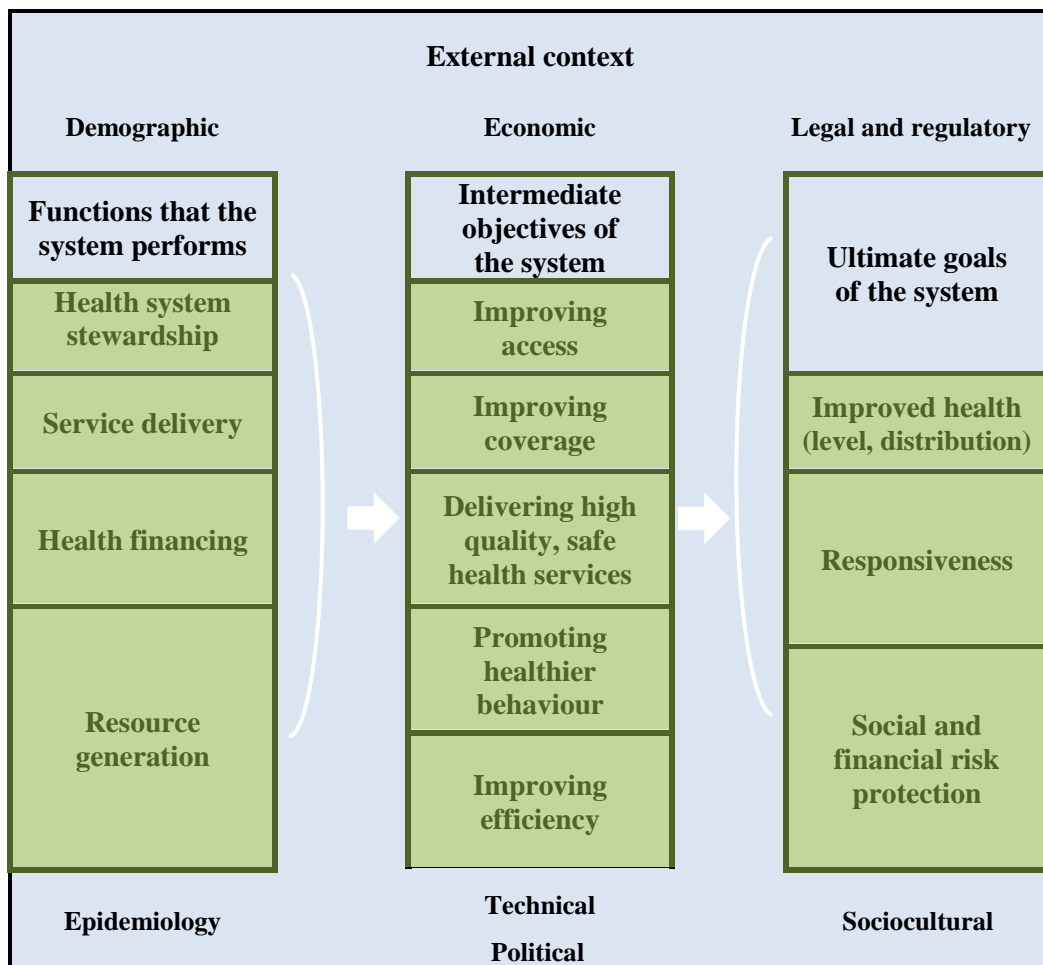 External context
Demographic
Economic
Legal and regulatory
Functions that the
system performs
Health system
stewardship
Service delivery
Health financing
Resource
generation
Intermediate
objectives of
the system
Improving
access
Improving
coverage
Delivering high
quality, safe
health services
Promoting
healthier
behaviour
Improving
efficiency
Ultimate goals
of the system
Improved health
(level, distribution)
Responsiveness
Social and
financial risk
protection
Epidemiology
Technical
Political
Sociocultural